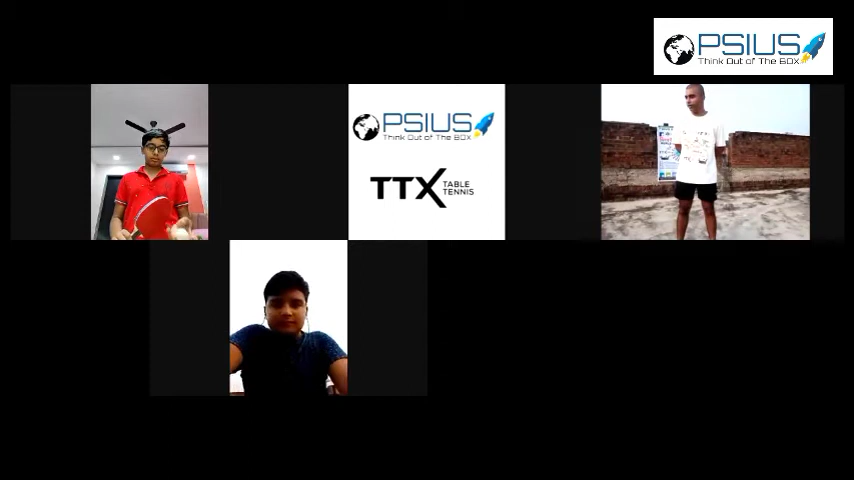 PSIUS
Think Out of The BOX
PSIUS
Think Out of The BOX
TTX TABLE
TENNIS